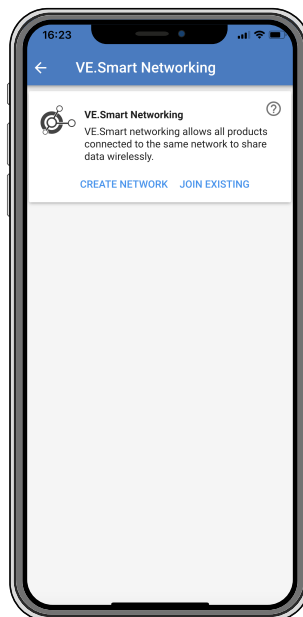 16:23
VE.Smart Networking
VE.Smart Networking
VE.Smart networking allows all products
connected to the same network to share
data wirelessly.
CREATE NETWORK JOIN EXISTING